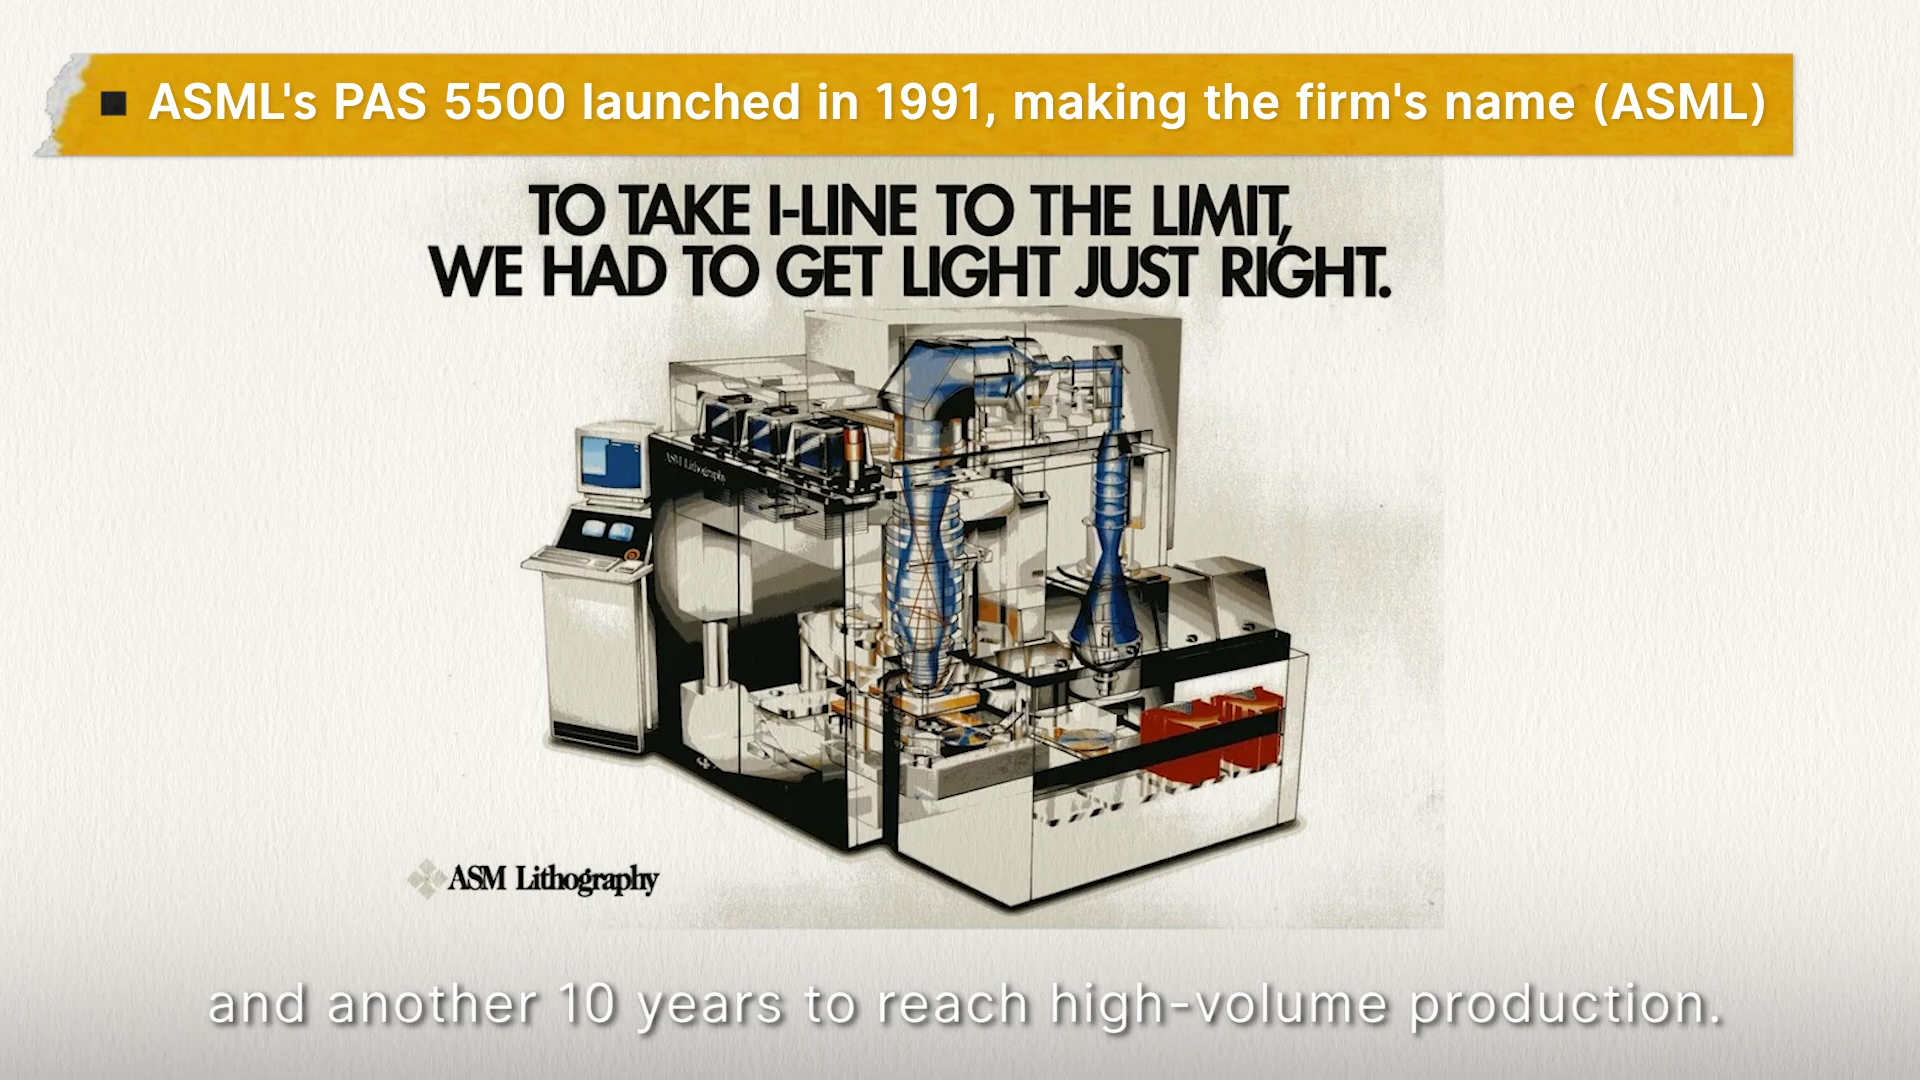 ASML's PAS 5500 launched in 1991, making the firm's name (ASML)
TO TAKE I-LINE TO THE LIMIT,
WE HAD TO GET LIGHT JUST RIGHT.
ASM Lithography
ASM Lithography
and another 10 years to reach high-volume production.